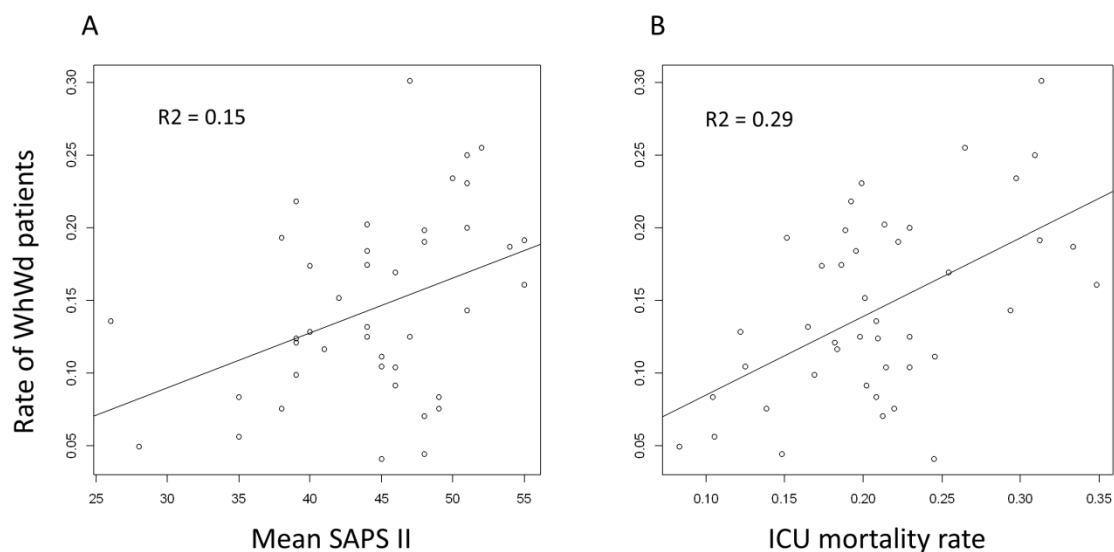 A
B
R2 = 0.15
R2 = 0.29
Rate of WhWd patients
0.30
0.25
0.20
0.15
0.10
0.05
0.30
0.25
0.20
0.15
0.10
0.05
25 30 35 40 45 50 55
0.10 0.15 0.20 0.25 0.30 0.35
Mean SAPS II
ICU mortality rate